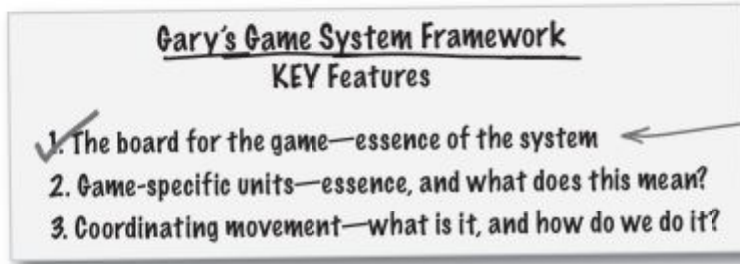 Gary's Game System Framework
KEY Features
1. The board for the game—essence of the system
2. Game-specific units—essence, and what does this mean?
3. Coordinating movement—what is it, and how do we do it?